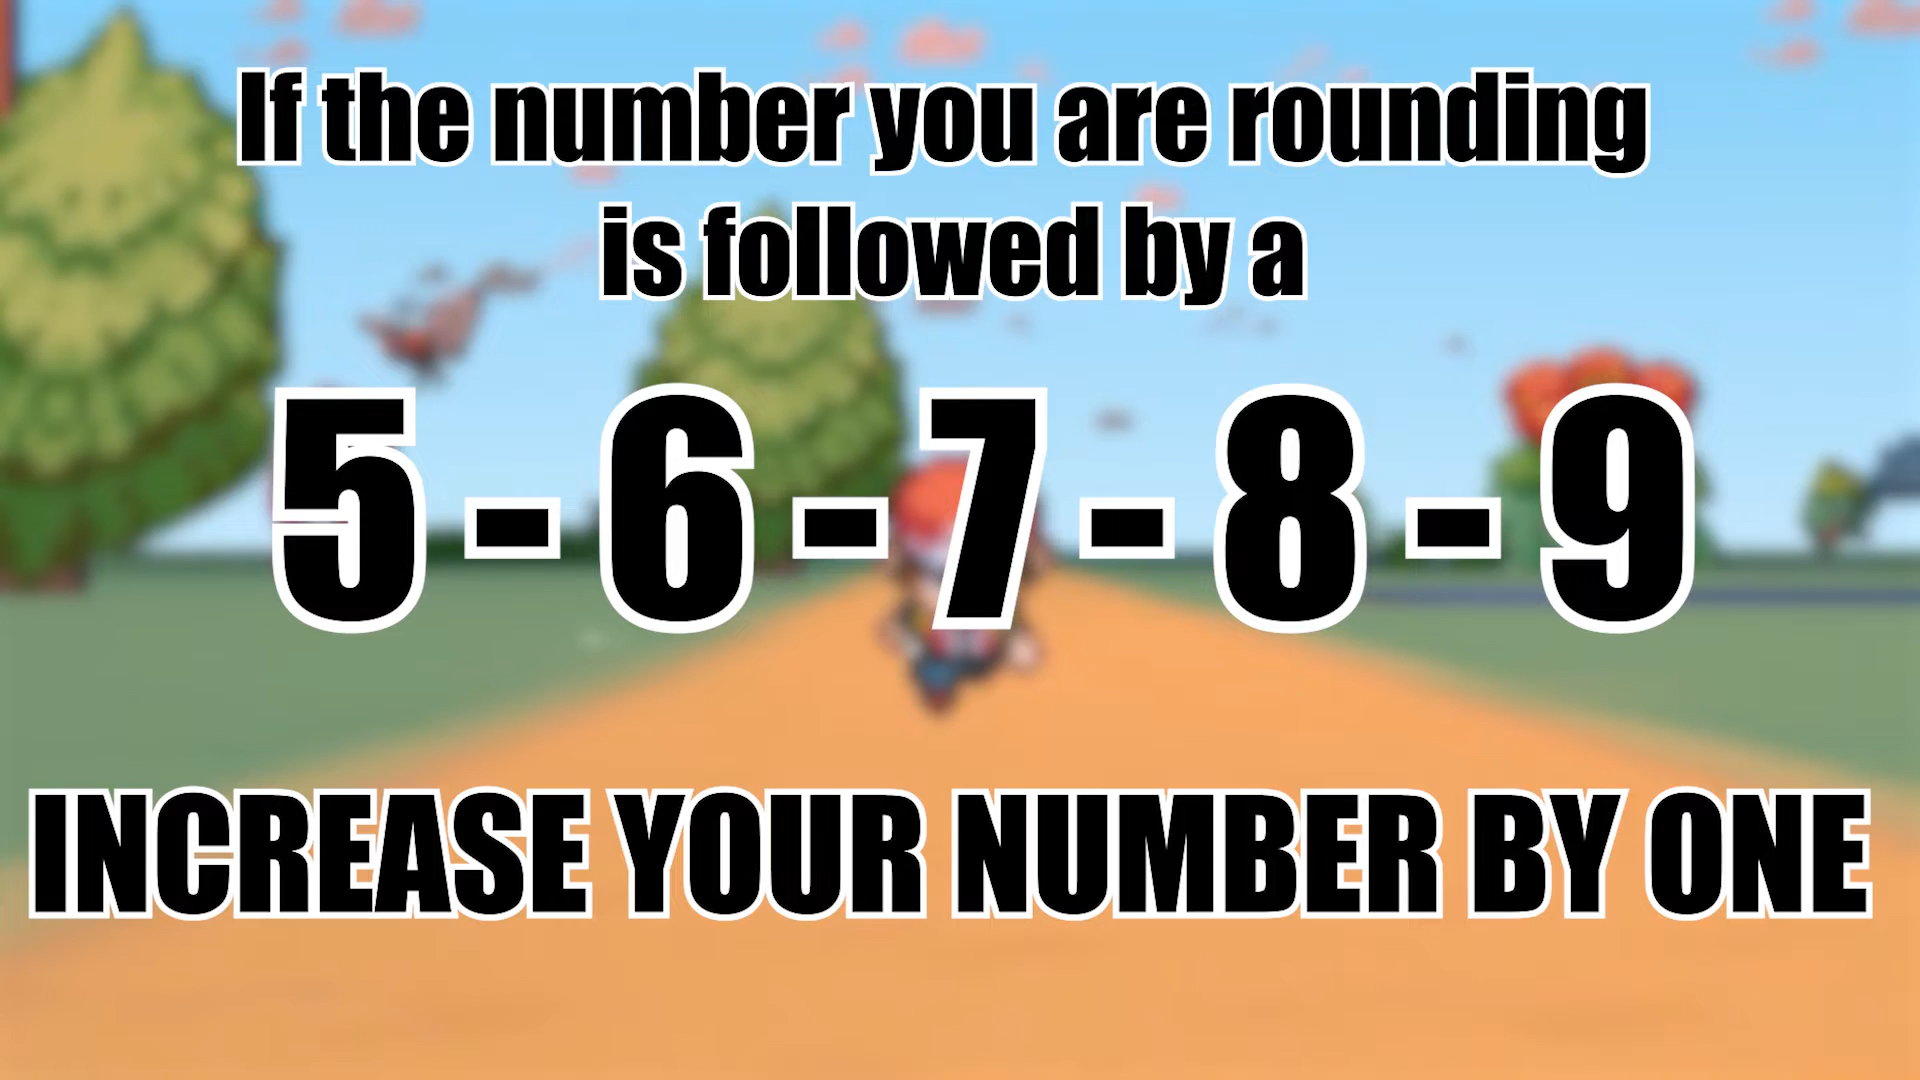 If the number you are rounding
is followed by a
5 - 6 - 7 - 8 - 9
INCREASE YOUR NUMBER BY ONE